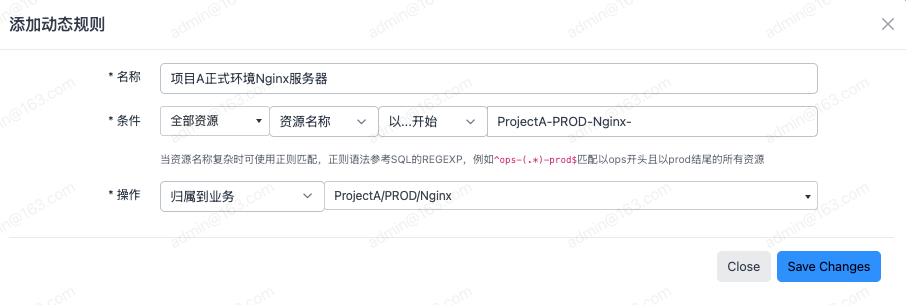 添加动态规则
* 名称 项目A正式环境Nginx服务器
* 条件 全部资源 资源名称 以...开始 ProjectA-PROD-Nginx-
当资源名称复杂时可使用正则匹配，正则语法参考SQL的REGEXP，例如^ops-(.*)-prod$匹配以ops开头且以prod结尾的所有资源
* 操作 归属到业务 ProjectA/PROD/Nginx
Close Save Changes
admin@163.com